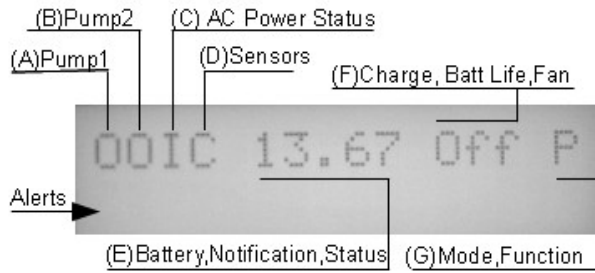 (B)Pump2
(C) AC Power Status
(A)Pump1
(D)Sensors
(F)Charge, Batt Life,Fan
OOIC 13.67 Off P
Alerts
(E)Battery,Notification,Status
(G)Mode,Function